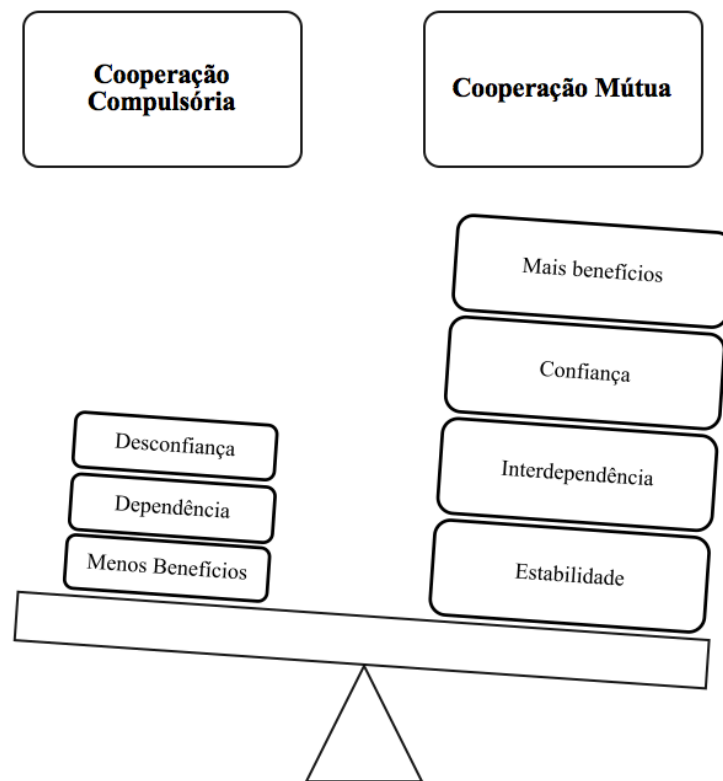 Cooperação
Compulsória
Cooperação Mútua
Mais benefícios
Confiança
Interdependência
Estabilidade
Desconfiança
Dependência
Menos Benefícios